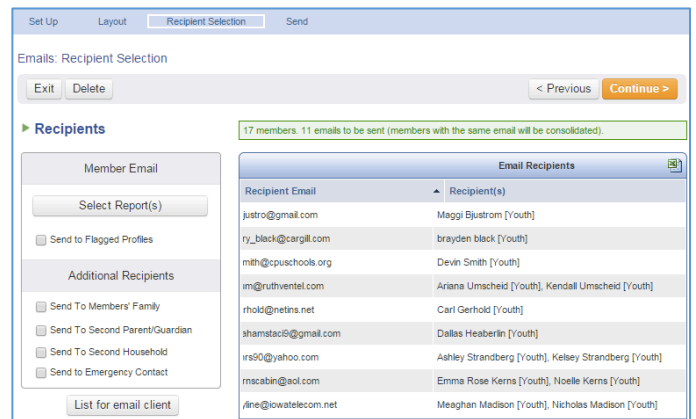 Set Up Layout Recipient Selection Send
Emails: Recipient Selection
Exit Delete < Previous Continue >
Recipients
17 members. 11 emails to be sent (members with the same email will be consolidated).
Member Email
Select Report(s)
Send to Flagged Profiles
Additional Recipients
Send To Members' Family
Send To Second Parent/Guardian
Send To Second Household
Send to Emergency Contact
List for email client
Email Recipients
Recipient Email Recipient(s)
justro@gmail.com Maggi Bjustrom [Youth]
ry_black@cargill.com brayden black [Youth]
mith@cpuschools.org Devin Smith [Youth]
um@ruthventel.com Ariana Umscheid [Youth], Kendall Umscheid [Youth]
rhold@netins.net Carl Gerhold [Youth]
ahamstaci9@gmail.com Dallas Heaberlin [Youth]
irs90@yahoo.com Ashley Strandberg [Youth], Kelsey Strandberg [Youth]
rnscabin@aol.com Emma Rose Kerns [Youth], Noelle Kerns [Youth]
/line@iowatelecom.net Meaghan Madison [Youth], Nicholas Madison [Youth]